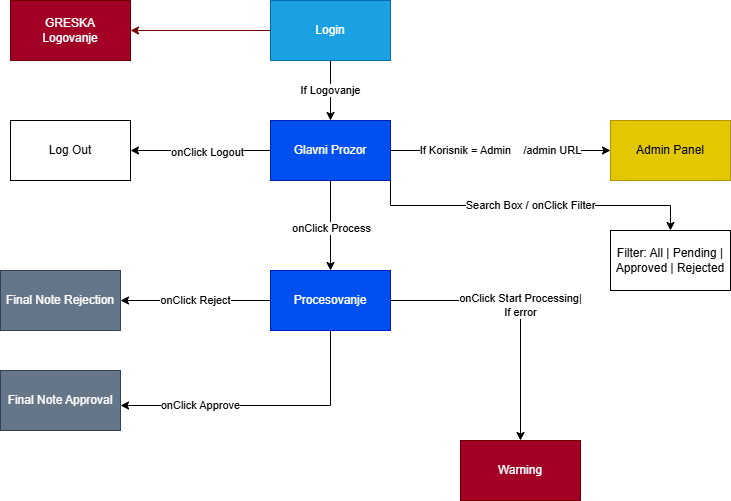 GRESKA
Logovanje
Login
If Logovanje
Log Out
onClick Logout
Glavni Prozor
If Korisnik = Admin /admin URL
Admin Panel
Search Box / onClick Filter
onClick Process
Filter: All | Pending |
Approved | Rejected
Final Note Rejection
onClick Reject
Procesovanje
onClick Start Processing|
If error
Final Note Approval
onClick Approve
Warning